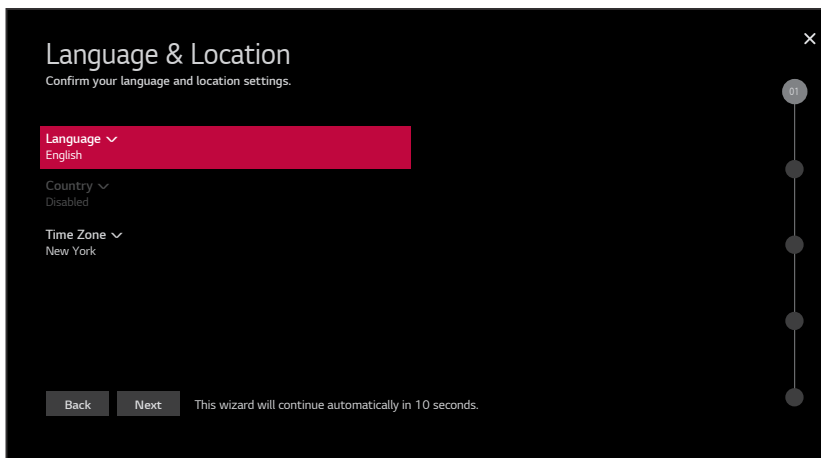 Language & Location
Confirm your language and location settings.
01
Language
English
Country
Disabled
Time Zone
New York
Back
Next
This wizard will continue automatically in 10 seconds.